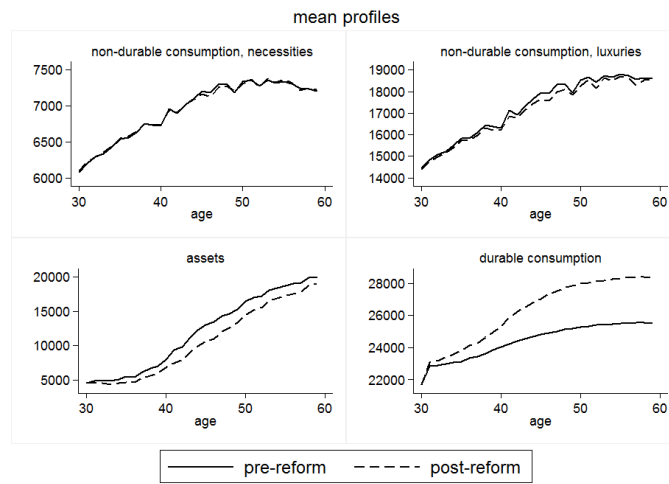 mean profiles
non-durable consumption, necessities
7500
7000
6500
6000
30 40 50 60
age
non-durable consumption, luxuries
19000
18000
17000
16000
15000
14000
30 40 50 60
age
assets
20000
15000
10000
5000
30 40 50 60
age
durable consumption
28000
26000
24000
22000
30 40 50 60
age
pre-reform post-reform